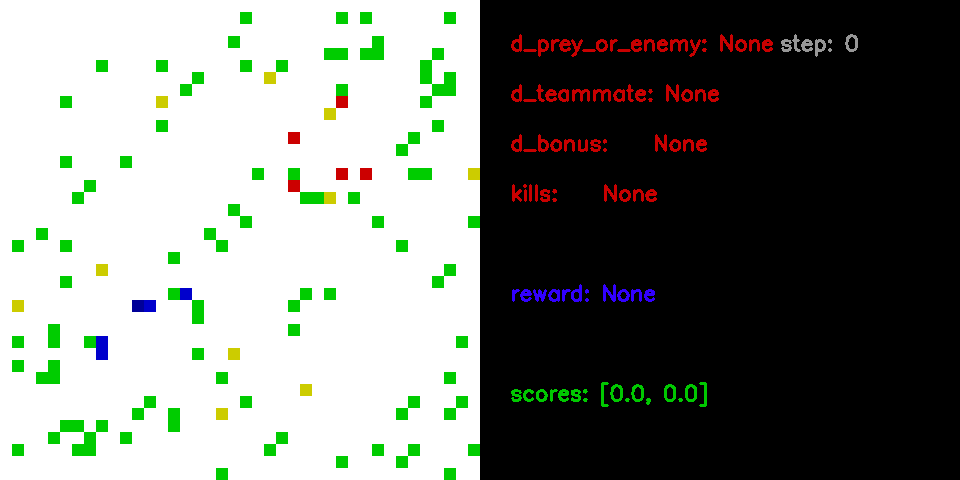 d_prey_or_enemy: None step: 0
d_teammate: None
d_bonus: None
kills: None
reward: None
scores: [0.0, 0.0]